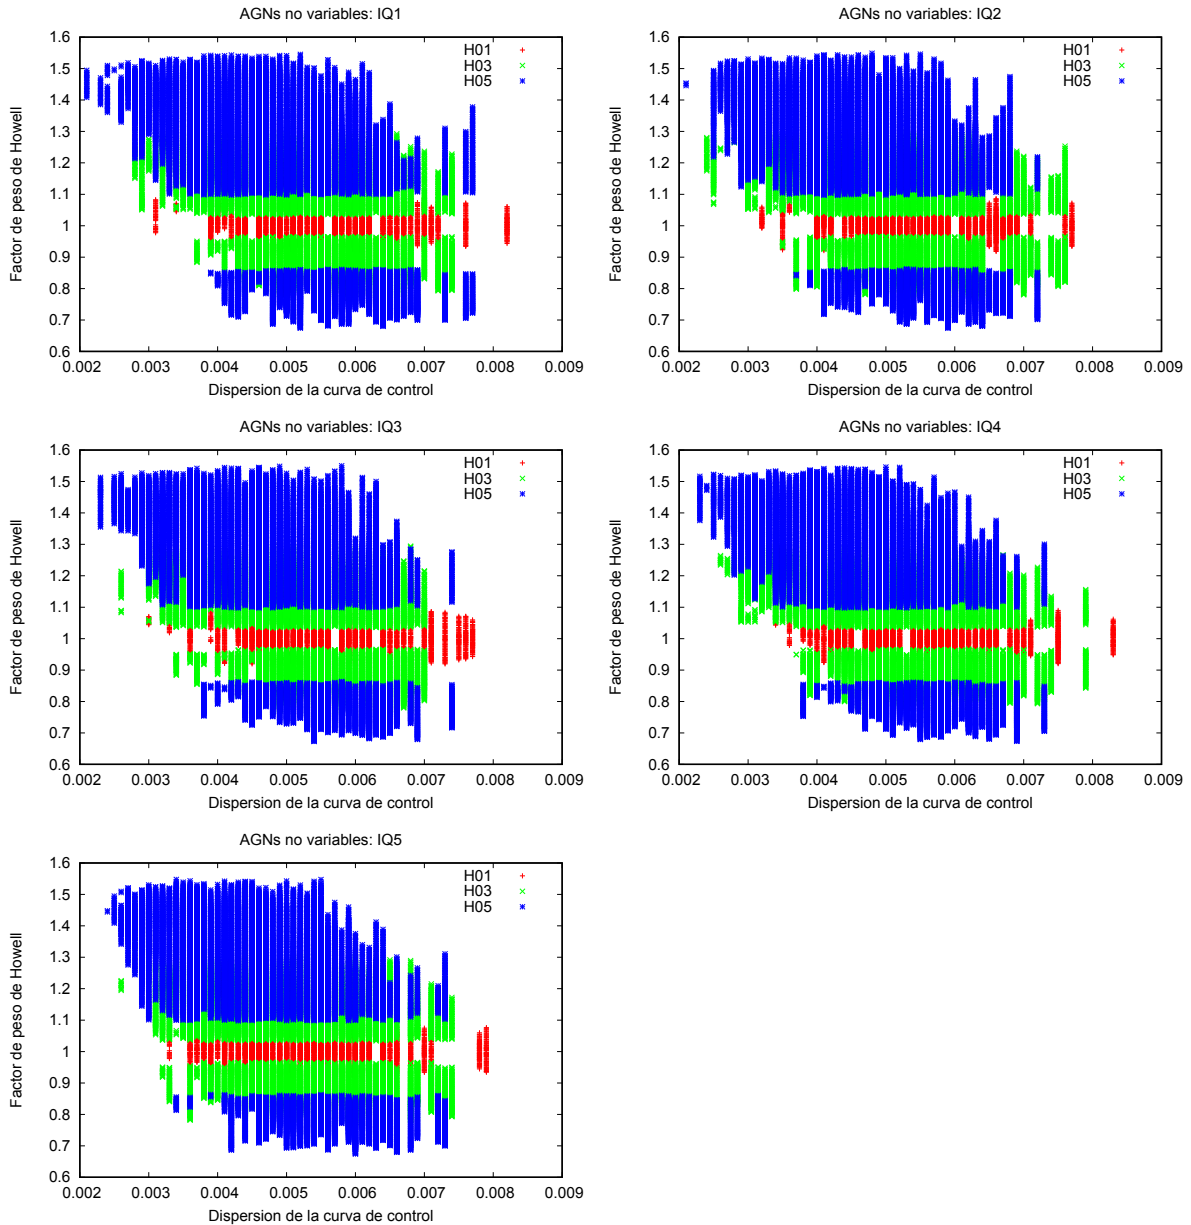 AGNs no variables: IQ1
Factor de peso de Howell
1.6
1.5
1.4
1.3
1.2
1.1
1
0.9
0.8
0.7
0.6
H01
H03
H05
0.002 0.003 0.004 0.005 0.006 0.007 0.008 0.009
Dispersion de la curva de control
AGNs no variables: IQ2
Factor de peso de Howell
1.6
1.5
1.4
1.3
1.2
1.1
1
0.9
0.8
0.7
0.6
H01
H03
H05
0.002 0.003 0.004 0.005 0.006 0.007 0.008 0.009
Dispersion de la curva de control
AGNs no variables: IQ3
Factor de peso de Howell
1.6
1.5
1.4
1.3
1.2
1.1
1
0.9
0.8
0.7
0.6
H01
H03
H05
0.002 0.003 0.004 0.005 0.006 0.007 0.008 0.009
Dispersion de la curva de control
AGNs no variables: IQ4
Factor de peso de Howell
1.6
1.5
1.4
1.3
1.2
1.1
1
0.9
0.8
0.7
0.6
H01
H03
H05
0.002 0.003 0.004 0.005 0.006 0.007 0.008 0.009
Dispersion de la curva de control
AGNs no variables: IQ5
Factor de peso de Howell
1.6
1.5
1.4
1.3
1.2
1.1
1
0.9
0.8
0.7
0.6
H01
H03
H05
0.002 0.003 0.004 0.005 0.006 0.007 0.008 0.009
Dispersion de la curva de control